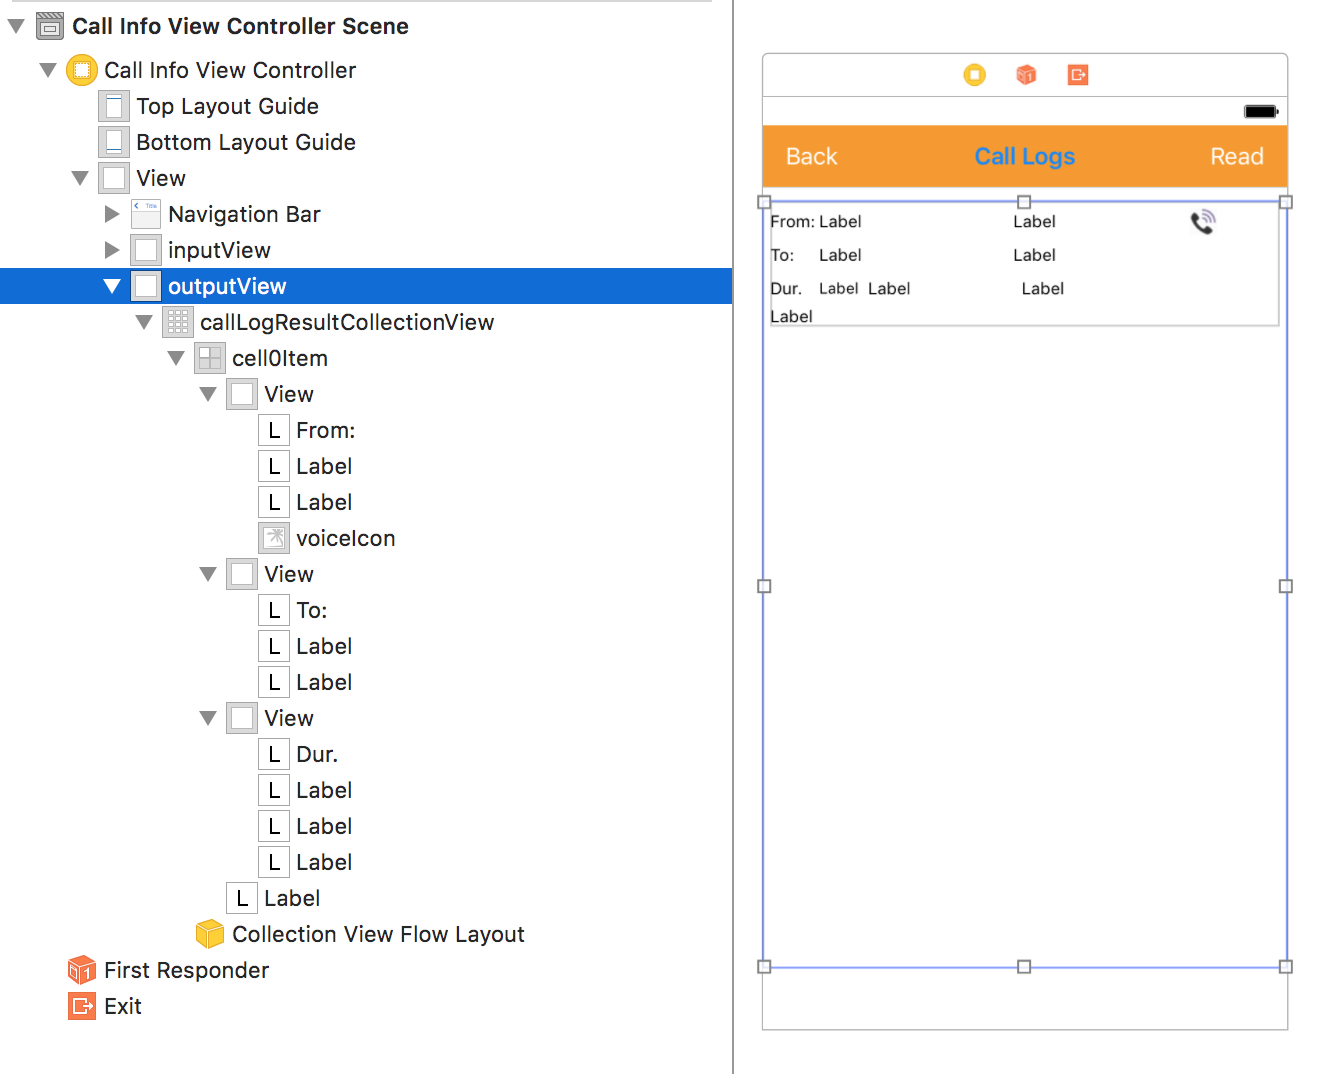 Call Info View Controller Scene
Call Info View Controller
Top Layout Guide
Bottom Layout Guide
View
Navigation Bar
inputView
outputView
callLogResultCollectionView
cell0Item
View
L From:
L Label
L Label
voiceIcon
View
L To:
L Label
L Label
View
L Dur.
L Label
L Label
L Label
L Label
Collection View Flow Layout
1 First Responder
Exit
1
Back Call Logs Read
From: Label Label
To: Label Label
Dur. Label Label Label
Label